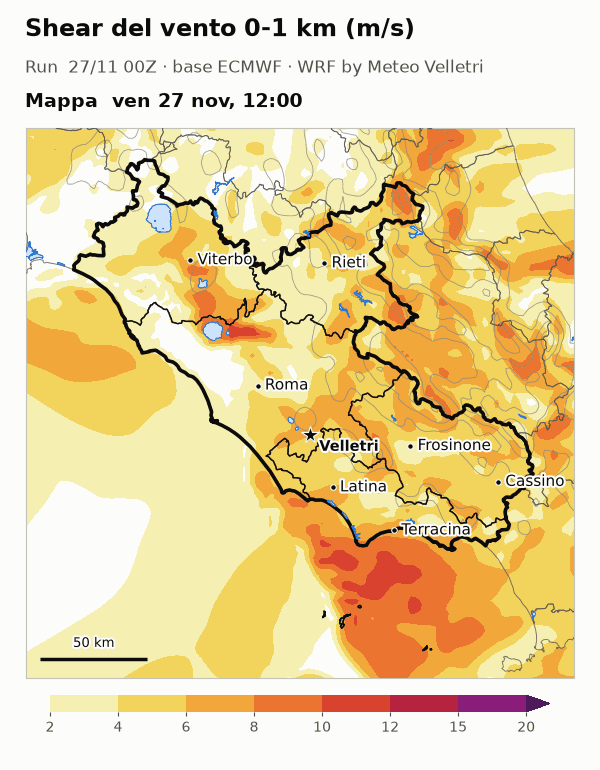 Shear del vento 0-1 km (m/s)
Run  27/11 00Z · base ECMWF · WRF by Meteo Velletri
Mappa  ven 27 nov, 12:00
Viterbo
Rieti
Roma
Velletri
Frosinone
Latina
Cassino
Terracina
50 km
2 4 6 8 10 12 15 20